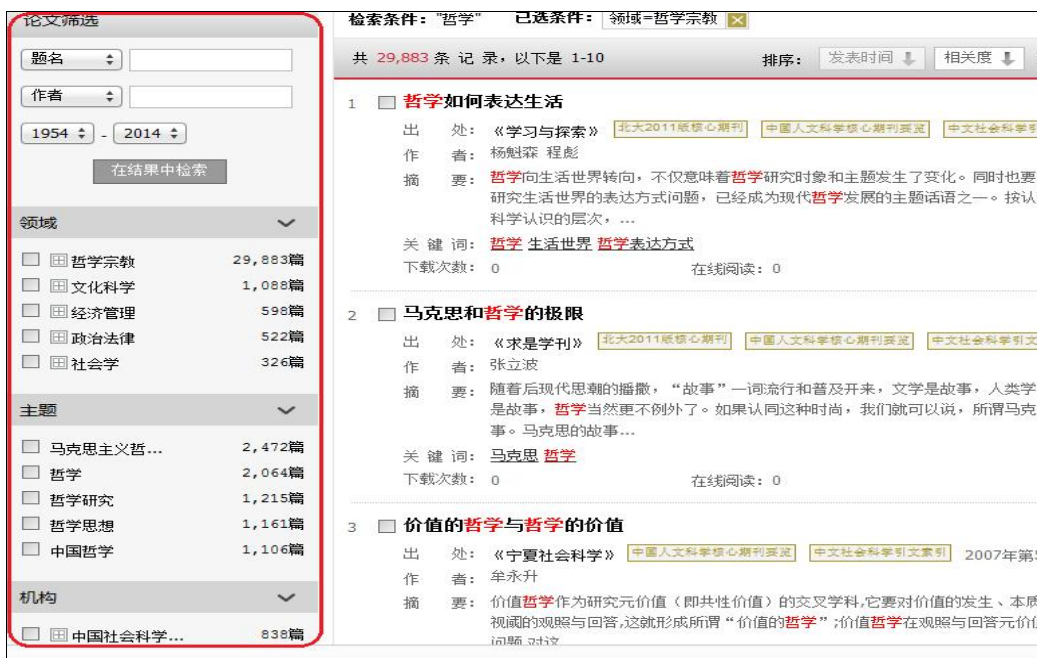 论文筛选
题名
作者
1954 - 2014
在结果中检索
领域
哲学宗教 29,883篇
文化科学 1,088篇
经济管理 598篇
政治法律 522篇
社会学 326篇
主题
马克思主义哲... 2,472篇
哲学 2,064篇
哲学研究 1,215篇
哲学思想 1,161篇
中国哲学 1,106篇
机构
中国社会科学... 838篇
检索条件: "哲学" 已选条件: 领域=哲学宗教
共 29,883 条 记 录,以下是 1-10 排序: 发表时间 相关度
1 哲学如何表达生活
出 处: 《学习与探索》 北大2011版核心期刊 中国人文科学核心期刊要览 中文社会科学引
作 者: 杨魁森 程彪
摘 要: 哲学向生活世界转向,不仅意味着哲学研究对象和主题发生了变化。同时也要
研究生活世界的表达方式问题,已经成为现代哲学发展的主题话语之一。按认
科学认识的层次,...
关 键 词: 哲学 生活世界 哲学表达方式
下载次数: 0 在线阅读: 0
2 马克思和哲学的极限
出 处: 《求是学刊》 北大2011版核心期刊 中国人文科学核心期刊要览 中文社会科学引文
作 者: 张立波
摘 要: 随着后现代思潮的播撒,“故事”一词流行和普及开来,文学是故事,人类学
是故事,哲学当然更不例外了。如果认同这种时尚,我们就可以说,所谓马克
事。马克思的故事...
关 键 词: 马克思 哲学
下载次数: 0 在线阅读: 0
3 价值的哲学与哲学的价值
出 处: 《宁夏社会科学》 中国人文科学核心期刊要览 中文社会科学引文索引 2007年第
作 者: 牟永升
摘 要: 价值哲学作为研究元价值(即共性价值)的交叉学科,它要对价值的发生、本质
视阈的观照与回答,这就形成所谓“价值的哲学”;价值哲学在观照与回答元价值